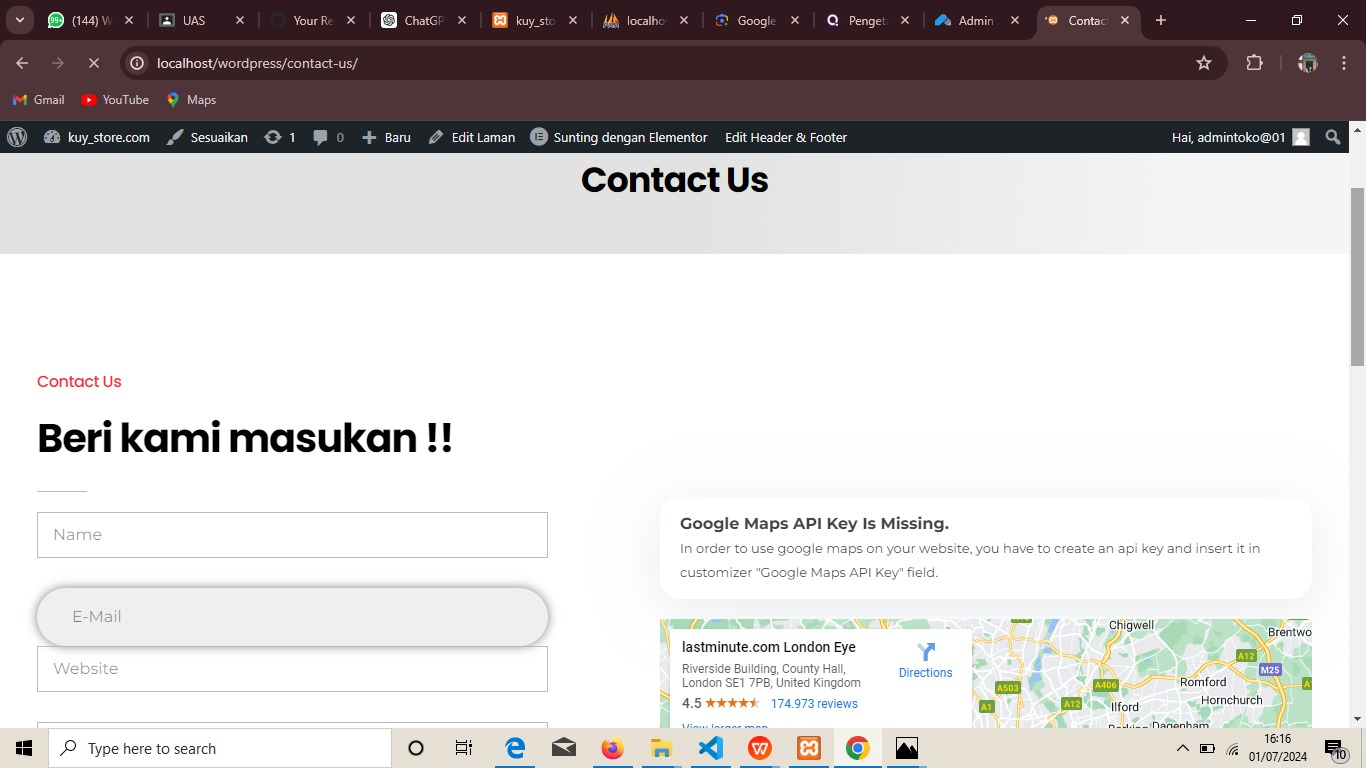 (144) W
UAS
Your Re
ChatGP
kuy_sto
localho
Google
Penget
Admin
Contac
localhost/wordpress/contact-us/
Gmail
YouTube
Maps
kuy_store.com
Sesuaikan
1
0
Baru
Edit Laman
Sunting dengan Elementor
Edit Header & Footer
Hai, admintoko@01
Contact Us
Contact Us
Beri kami masukan !!
Name
E-Mail
Website
Google Maps API Key Is Missing.
In order to use google maps on your website, you have to create an api key and insert it in
customizer "Google Maps API Key" field.
lastminute.com London Eye
Riverside Building, County Hall,
London SE1 7PB, United Kingdom
4.5
174.973 reviews
View larger map
Directions
Chigwell
Brentwo
A12
M25
A503
A406
Romford
A1
A12
Ilford
Hornchurch
Dagenham
Type here to search
16:16
01/07/2024
10